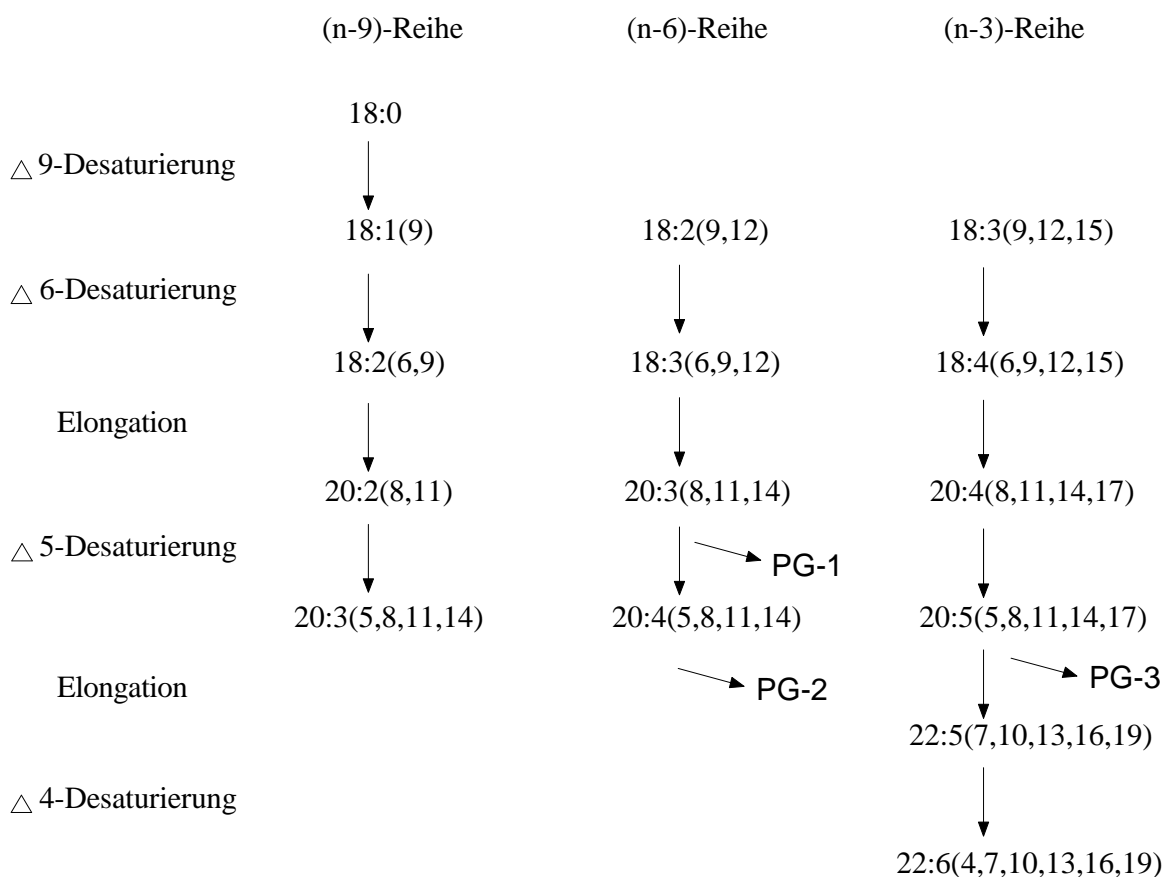 (n-9)-Reihe (n-6)-Reihe (n-3)-Reihe
18:0
△ 9-Desaturierung
18:1(9) 18:2(9,12) 18:3(9,12,15)
△ 6-Desaturierung
18:2(6,9) 18:3(6,9,12) 18:4(6,9,12,15)
Elongation
20:2(8,11) 20:3(8,11,14) 20:4(8,11,14,17)
△ 5-Desaturierung
PG-1
20:3(5,8,11,14) 20:4(5,8,11,14) 20:5(5,8,11,14,17)
Elongation PG-2 PG-3
22:5(7,10,13,16,19)
△ 4-Desaturierung
22:6(4,7,10,13,16,19)